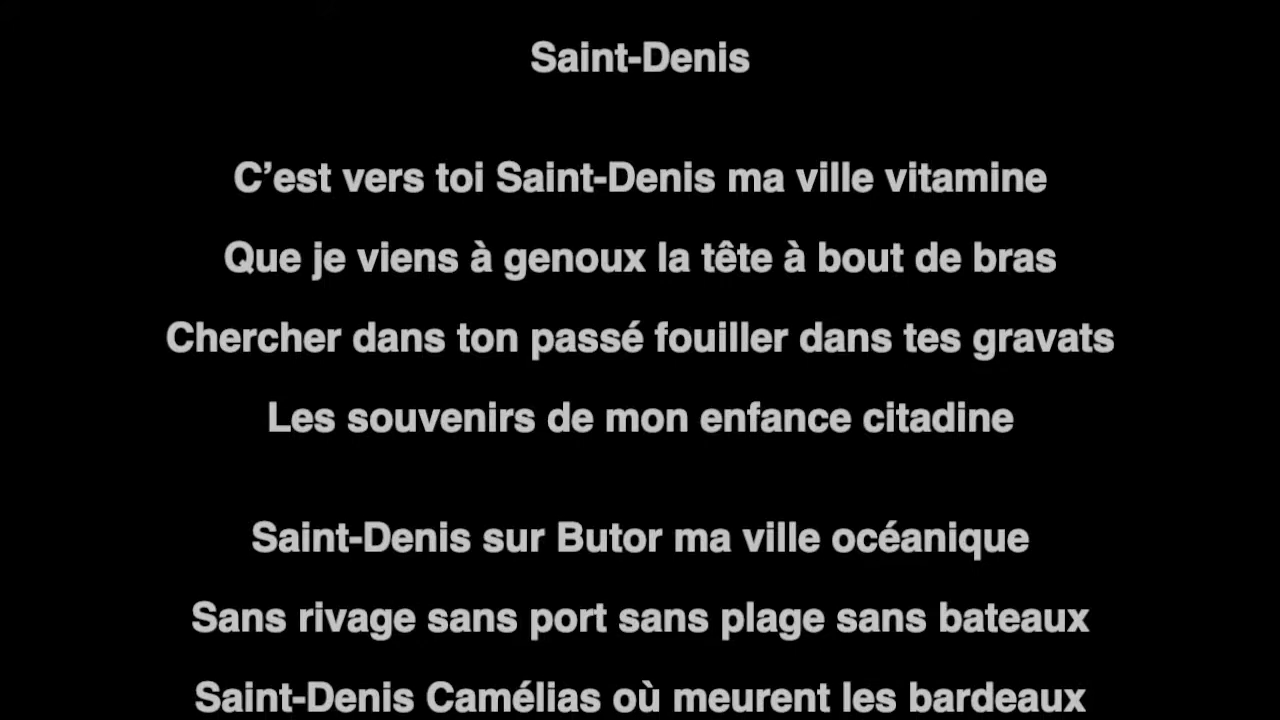 Saint-Denis
C’est vers toi Saint-Denis ma ville vitamine
Que je viens à genoux la tête à bout de bras
Chercher dans ton passé fouiller dans tes gravats
Les souvenirs de mon enfance citadine
Saint-Denis sur Butor ma ville océanique
Sans rivage sans port sans plage sans bateaux
Saint-Denis Camélias où meurent les bardeaux